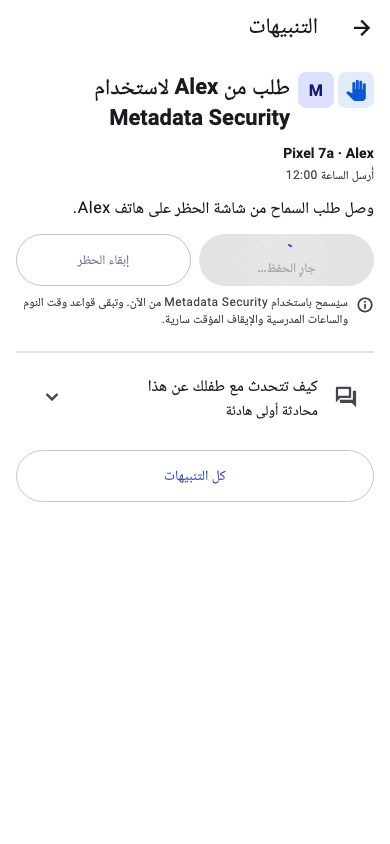 التنبيهات
M
طلب من Alex لاستخدام
Metadata Security
Pixel 7a · Alex
أُرسل الساعة 12:00
وصل طلب السماح من شاشة الحظر على هاتف Alex.
جارٍ الحفظ...
إبقاء الحظر
سيُسمح باستخدام Metadata Security من الآن. وتبقى قواعد وقت النوم
والساعات المدرسية والإيقاف المؤقت سارية.
كيف تتحدث مع طفلك عن هذا
محادثة أولى هادئة
كل التنبيهات